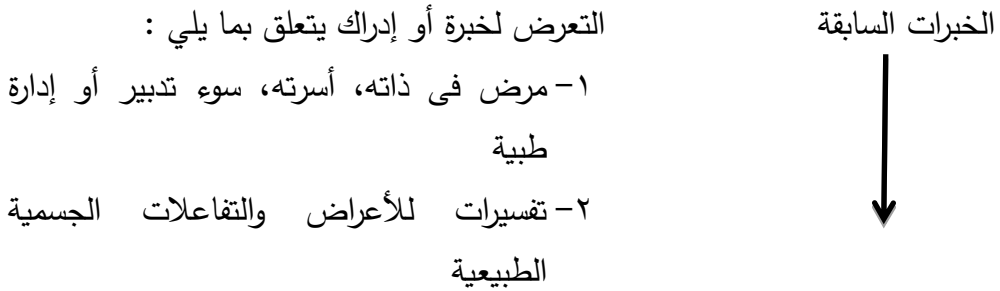 الخبرات السابقة
التعرض لخبرة أو إدراك يتعلق بما يلي :
١- مرض فى ذاته، أسرته، سوء تدبير أو إدارة
طبية
٢- تفسيرات للأعراض والتفاعلات الجسمية
الطبيعية